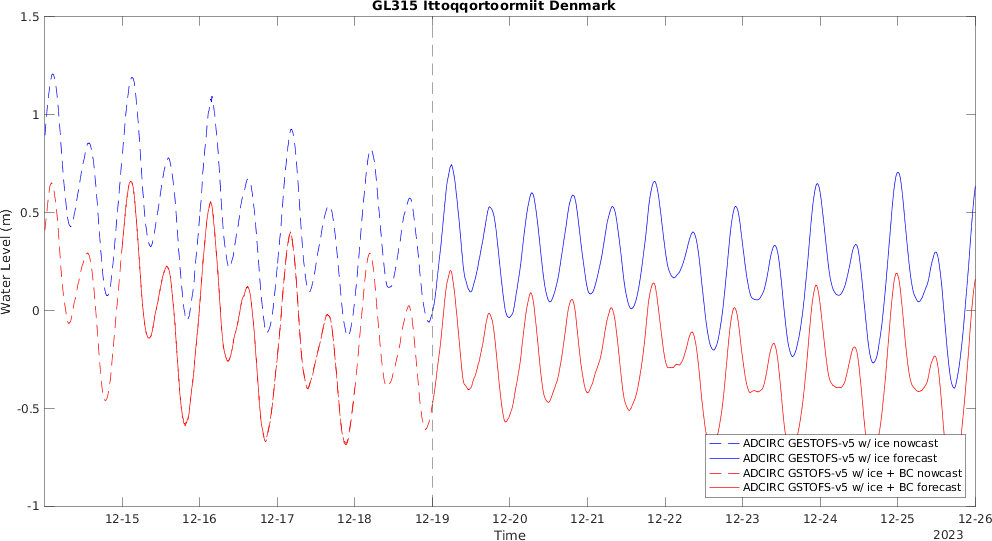 GL315 Ittoqqortoormiit Denmark
1.5
1
0.5
0
-0.5
-1
Water Level (m)
12-15 12-16 12-17 12-18 12-19 12-20 12-21 12-22 12-23 12-24 12-25 12-26
Time
2023
ADCIRC GESTOFS-v5 w/ ice nowcast
ADCIRC GESTOFS-v5 w/ ice forecast
ADCIRC GSTOFS-v5 w/ ice + BC nowcast
ADCIRC GSTOFS-v5 w/ ice + BC forecast